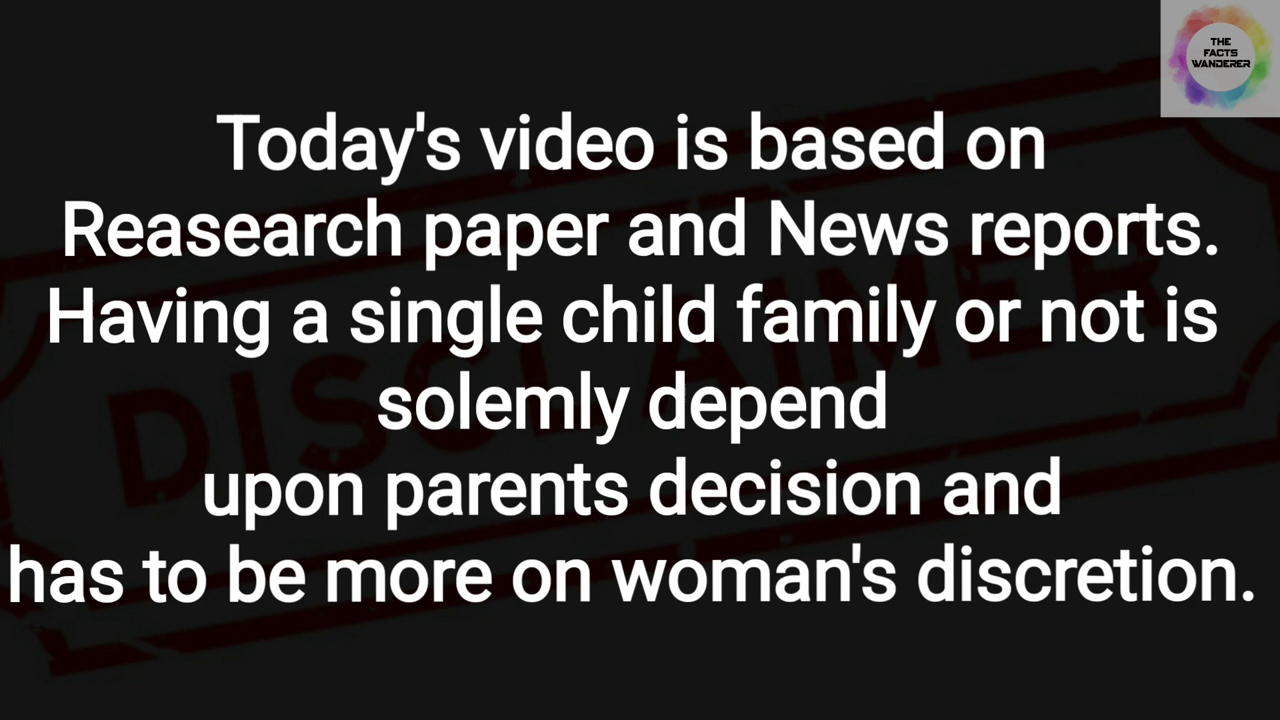 THE
FACTS
WANDERER
Today's video is based on
Reasearch paper and News reports.
Having a single child family or not is
solemly depend
upon parents decision and
has to be more on woman's discretion.
DISCLAIMER